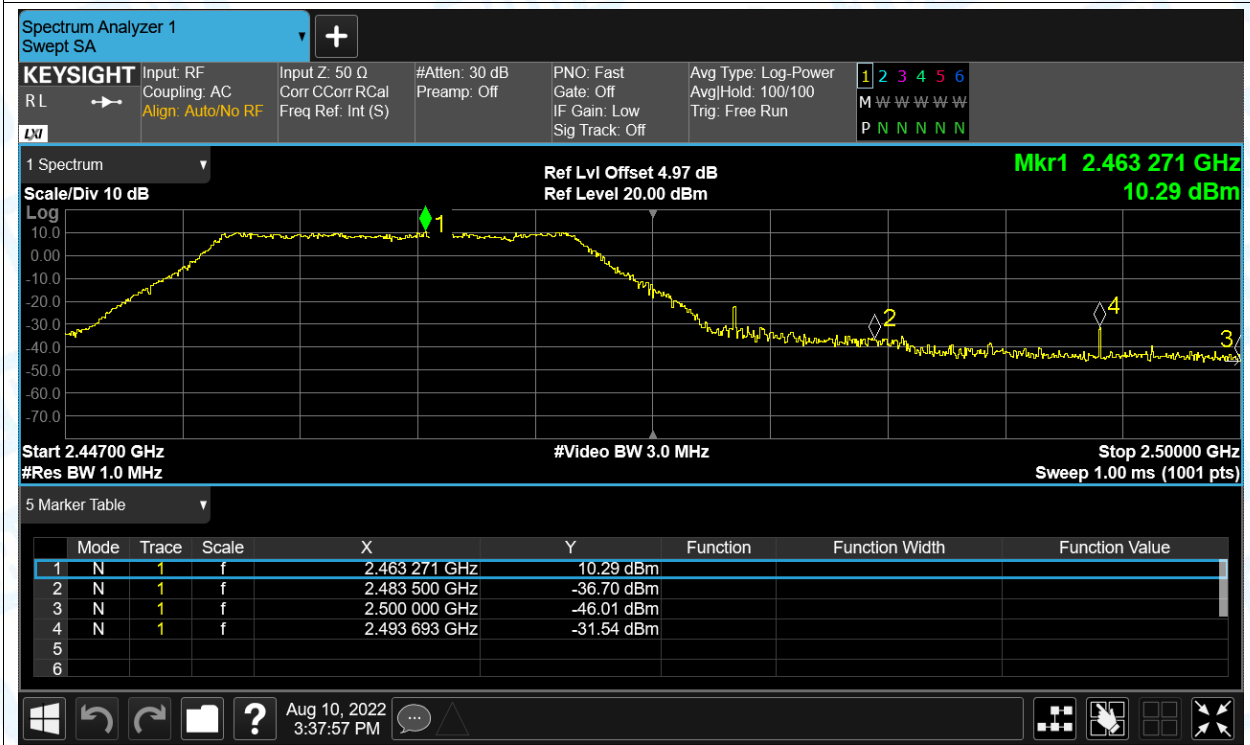 Spectrum Analyzer 1
Swept SA
+
KEYSIGHT Input: RF Input Z: 50 Ω #Atten: 30 dB PNO: Fast Avg Type: Log-Power 1 2 3 4 5 6
R L Coupling: AC Corr CCorr RCal Preamp: Off Gate: Off Avg|Hold: 100/100 M W W W W W
Align: Auto/No RF Freq Ref: Int (S) IF Gain: Low Trig: Free Run
LXI Sig Track: Off P N N N N N
1 Spectrum Ref Lvl Offset 4.97 dB Mkr1 2.463 271 GHz
Scale/Div 10 dB Ref Level 20.00 dBm 10.29 dBm
Log
10.0
0.00
-10.0
-20.0
-30.0
-40.0
-50.0
-60.0
-70.0
1
2
4
3
Start 2.44700 GHz #Video BW 3.0 MHz Stop 2.50000 GHz
#Res BW 1.0 MHz Sweep 1.00 ms (1001 pts)
5 Marker Table
Mode Trace Scale X Y Function Function Width Function Value
1 N 1 f 2.463 271 GHz 10.29 dBm
2 N 1 f 2.483 500 GHz -36.70 dBm
3 N 1 f 2.500 000 GHz -46.01 dBm
4 N 1 f 2.493 693 GHz -31.54 dBm
5
6
? Aug 10, 2022
3:37:57 PM